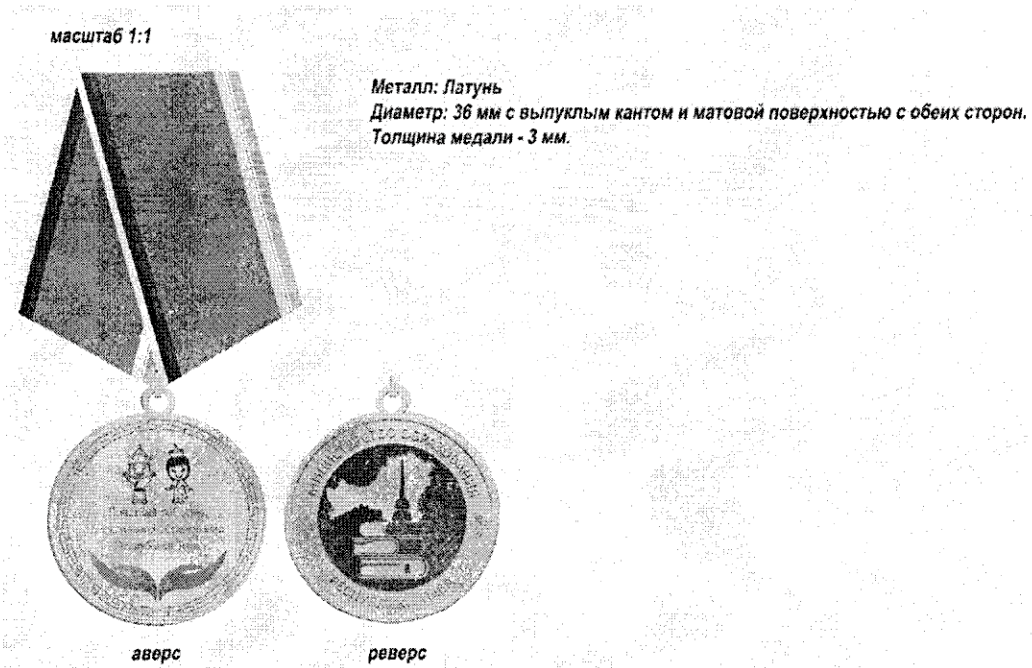 масштаб 1:1
Металл: Латунь
Диаметр: 36 мм с выпуклым кантом и матовой поверхностью с обеих сторон.
Толщина медали - 3 мм.
аверс
реверс